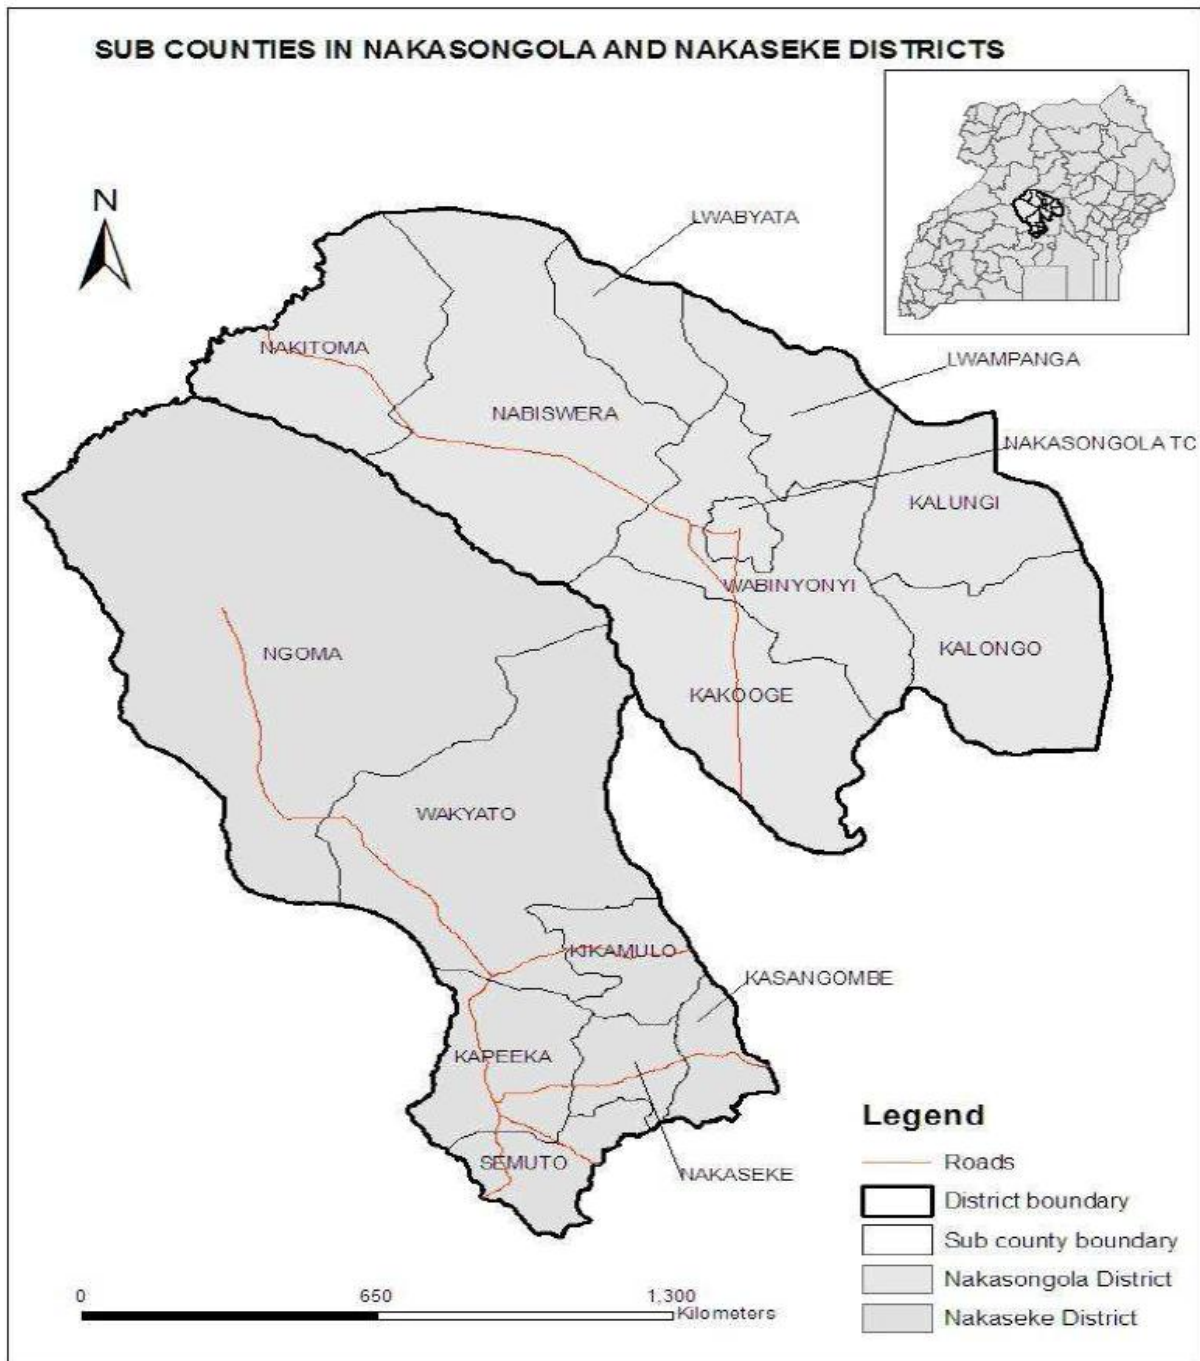 SUB COUNTIES IN NAKASONGOLA AND NAKASEKE DISTRICTS
N
LWABYATA
NAKITOMA
LWAMPANGA
NABISWERA
NAKASONGOLA TC
KALUNGI
WABINYONYI
NGOMA
KALONGO
KAKOOGE
WAKYATO
KIKAMULO
KASANGOMBE
KAPEEKA
SEMUTO
NAKASEKE
Legend
Roads
District boundary
Sub county boundary
Nakasongola District
Nakaseke District
0 650 1,300
Kilometers